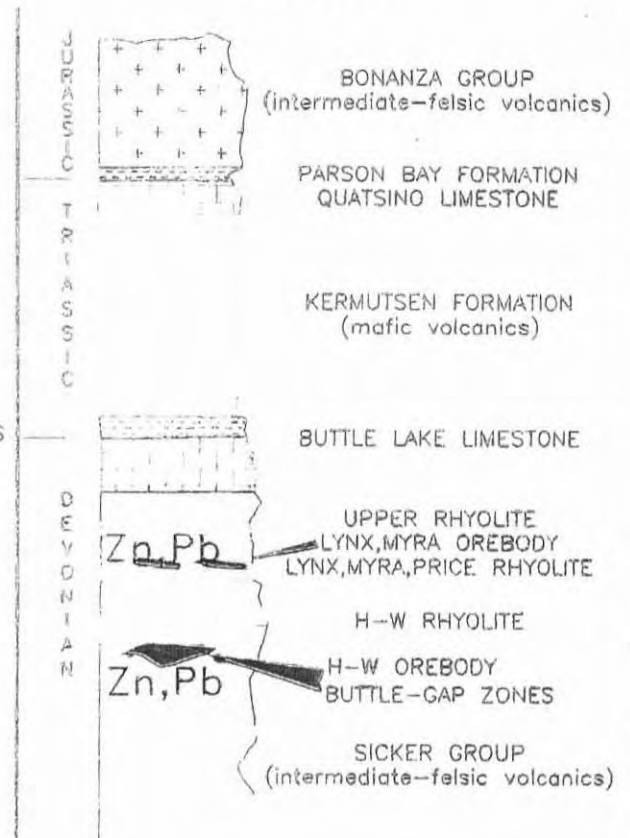 JURASSIC
BONANZA GROUP
(intermediate-felsic volcanics)
PARSON BAY FORMATION
QUATSINO LIMESTONE
TRIASSIC
KERMUTSEN FORMATION
(mafic volcanics)
S
BUTTLE LAKE LIMESTONE
DEVONIAN
UPPER RHYOLITE
Zn,Pb
LYNX,MYRA OREBODY
LYNX,MYRA,PRICE RHYOLITE
H-W RHYOLITE
H-W OREBODY
Zn,Pb
BUTTLE-GAP ZONES
SICKER GROUP
(intermediate-felsic volcanics)